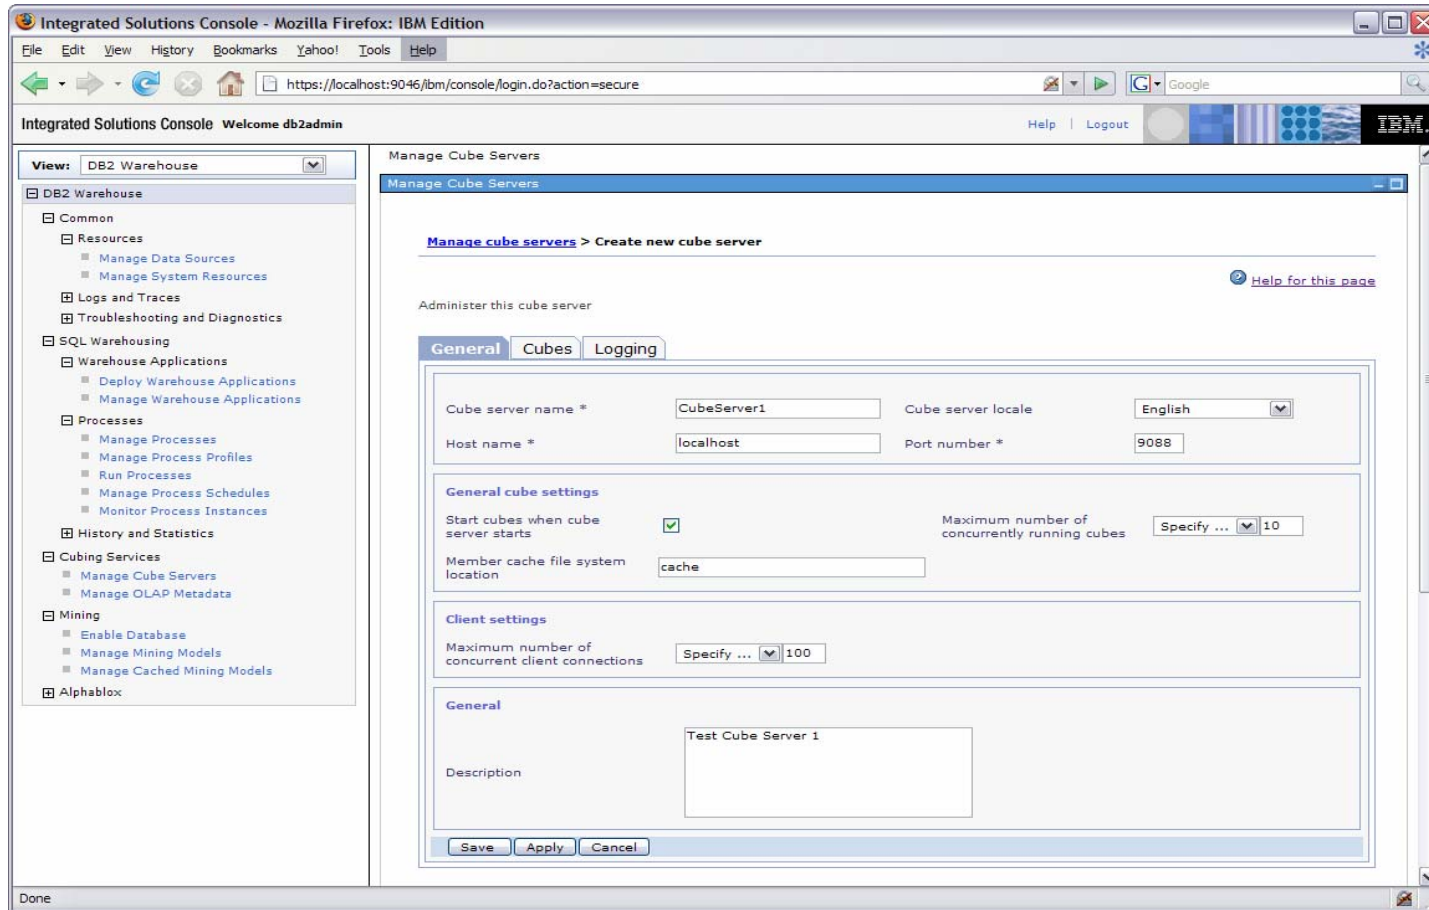 Integrated Solutions Console - Mozilla Firefox: IBM Edition
File Edit View History Bookmarks Yahoo! Tools Help
https://localhost:9046/ibm/console/login.do?action=secure
G Google
Integrated Solutions Console Welcome db2admin
Help | Logout
IBM.
View: DB2 Warehouse
DB2 Warehouse
Common
Resources
Manage Data Sources
Manage System Resources
Logs and Traces
Troubleshooting and Diagnostics
SQL Warehousing
Warehouse Applications
Deploy Warehouse Applications
Manage Warehouse Applications
Processes
Manage Processes
Manage Process Profiles
Run Processes
Manage Process Schedules
Monitor Process Instances
History and Statistics
Cubing Services
Manage Cube Servers
Manage OLAP Metadata
Mining
Enable Database
Manage Mining Models
Manage Cached Mining Models
Alphablox
Manage Cube Servers
Manage Cube Servers
Manage cube servers > Create new cube server
Help for this page
Administer this cube server
General Cubes Logging
Cube server name * CubeServer1 Cube server locale English
Host name * localhost Port number * 9088
General cube settings
Start cubes when cube
server starts
Maximum number of
concurrently running cubes
Specify ... 10
Member cache file system
location
cache
Client settings
Maximum number of
concurrent client connections
Specify ... 100
General
Test Cube Server 1
Description
Save Apply Cancel
Done